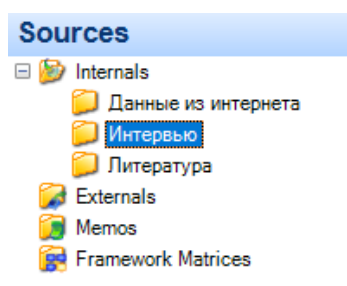 Sources
Internals
Данные из интернета
Интервью
Литература
Externals
Memos
Framework Matrices